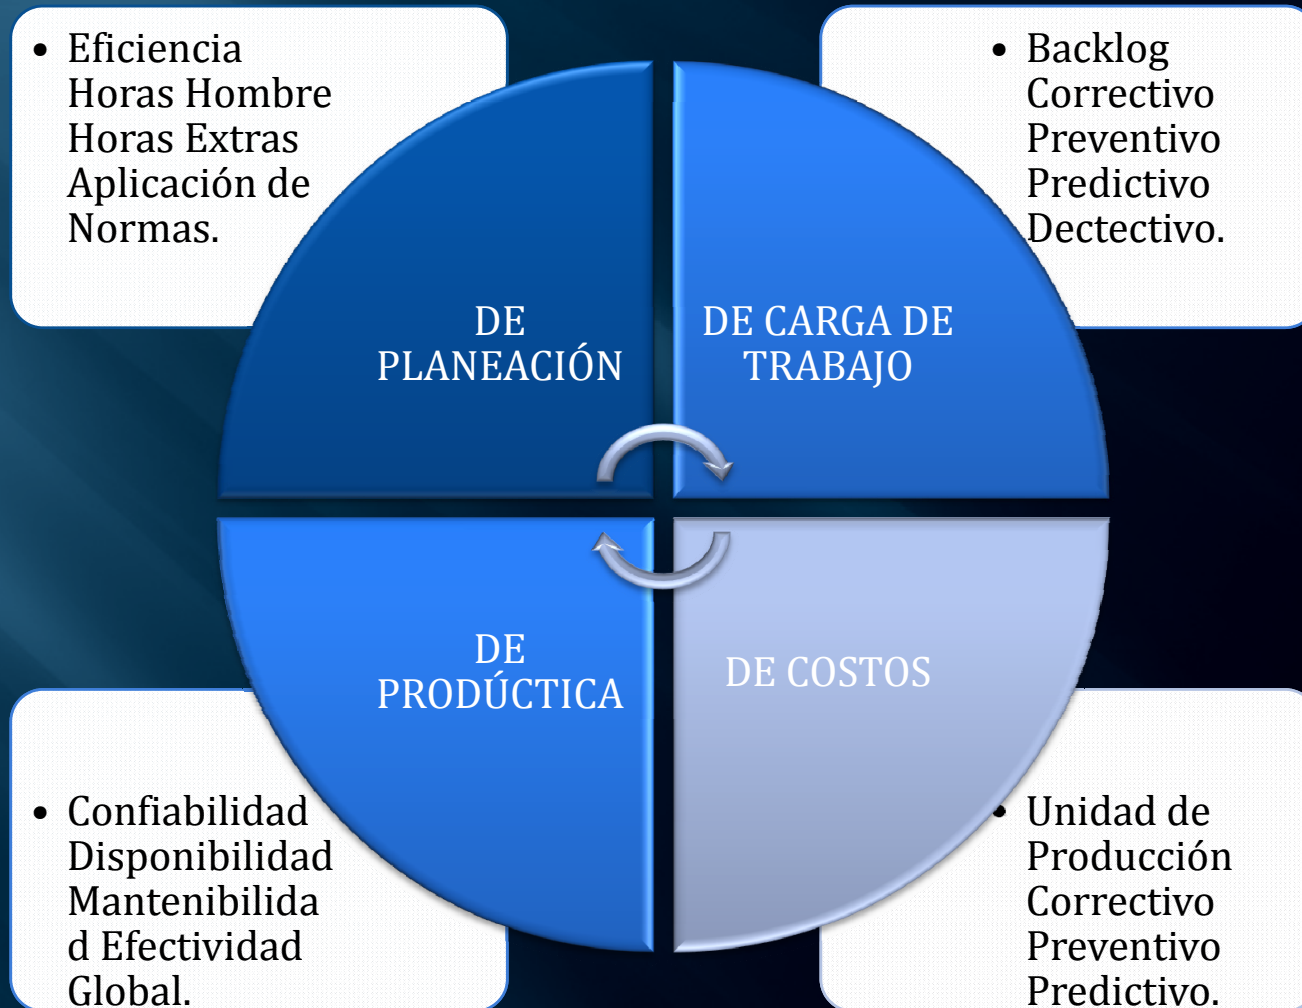 • Eficiencia
Horas Hombre
Horas Extras
Aplicación de
Normas.
• Backlog
Correctivo
Preventivo
Predictivo
Dectectivo.
DE
PLANEACIÓN
DE CARGA DE
TRABAJO
DE
PRODÚCTICA
DE COSTOS
• Confiabilidad
Disponibilidad
Mantenibilida
d Efectividad
Global.
• Unidad de
Producción
Correctivo
Preventivo
Predictivo.